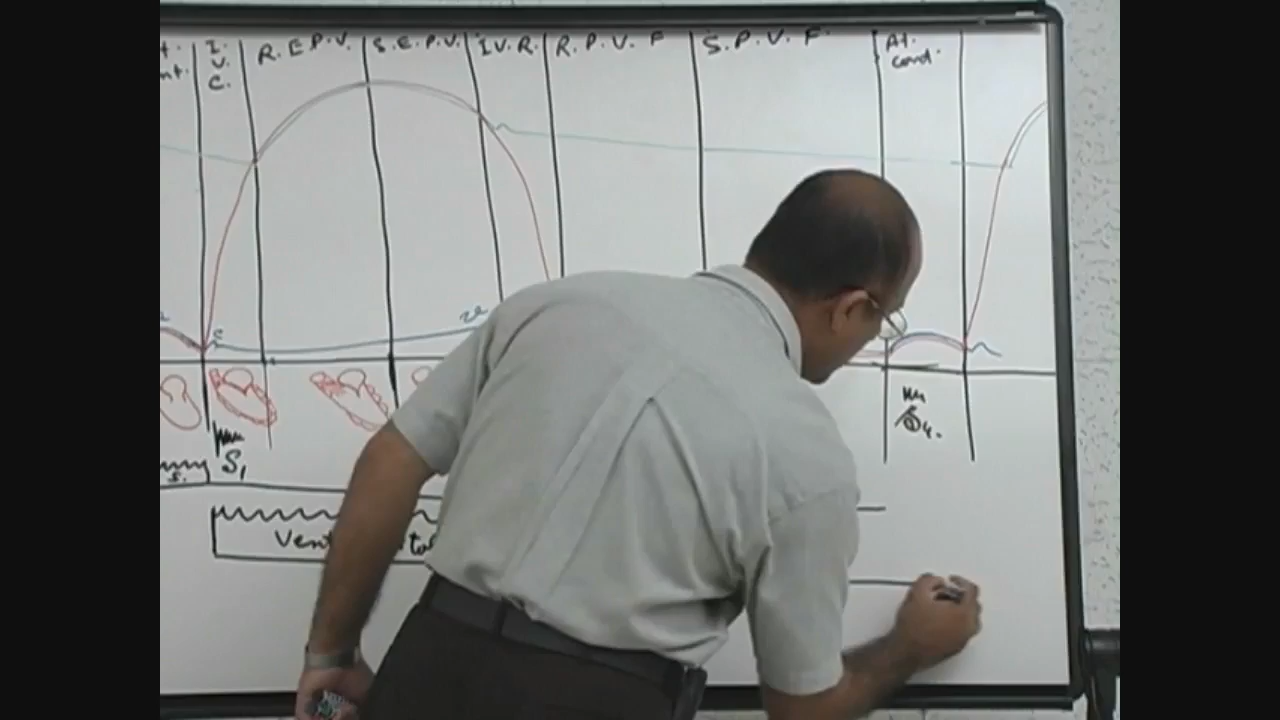 I.
V.
C.
R. E P. V.
S. E. P. V.
I V. R.
R. P. V. F
S. P. V. F.
At.
cont.
c
v
S1
S4.
Vent